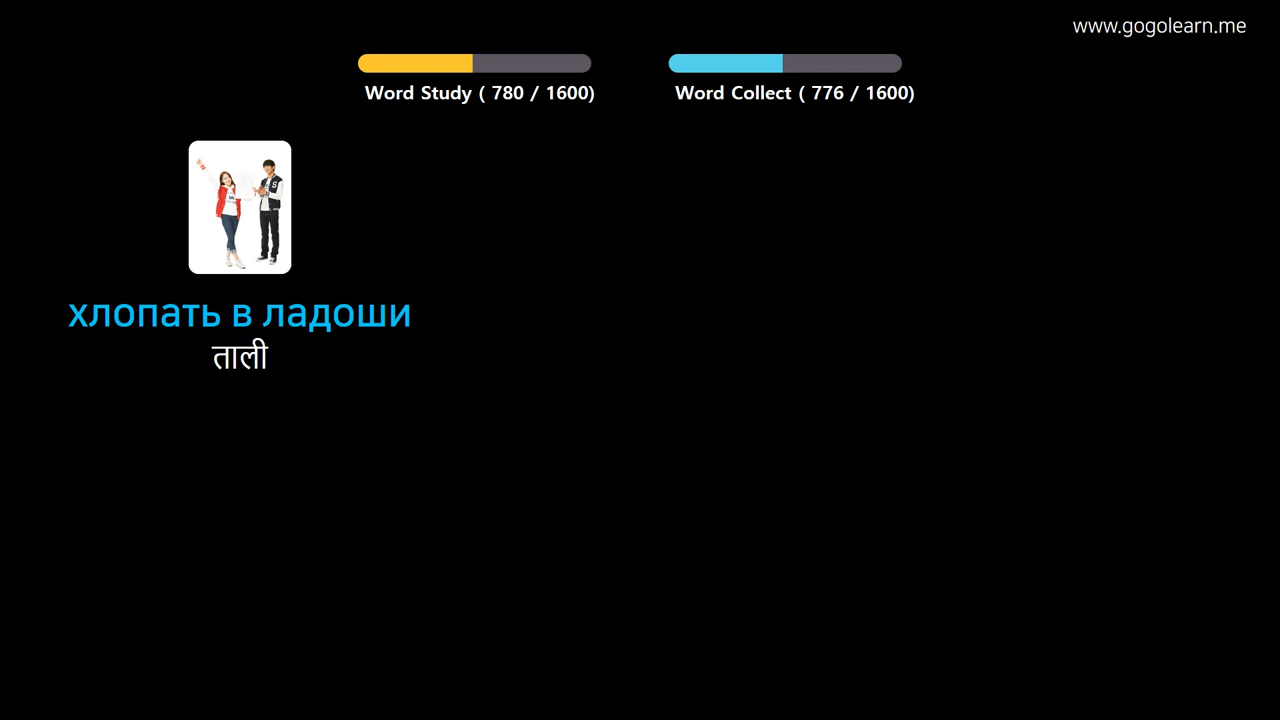 www.gogolearn.me
Word Study ( 780 / 1600)
Word Collect ( 776 / 1600)
хлопать в ладоши
ताली